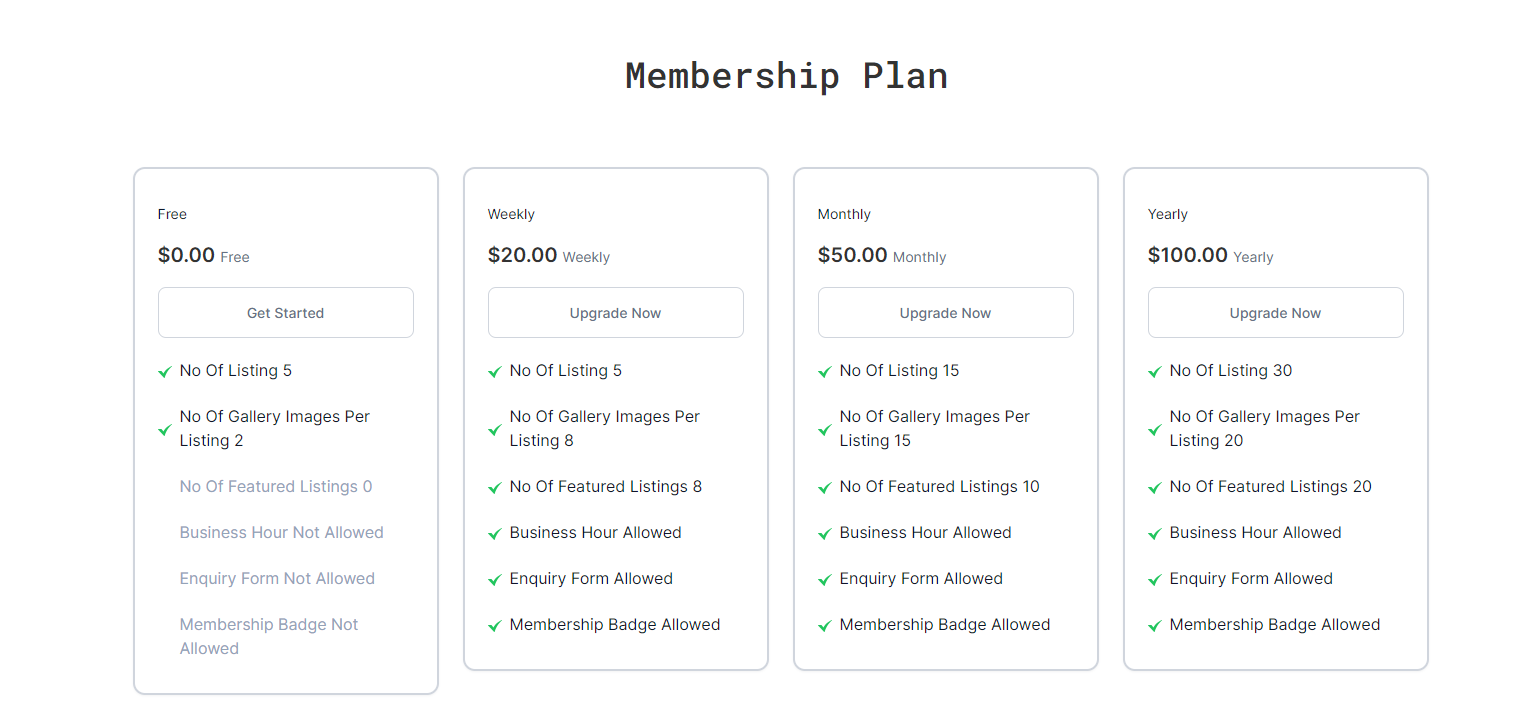 Membership Plan
Free
$0.00 Free
Get Started
No Of Listing 5
No Of Gallery Images Per
Listing 2
No Of Featured Listings 0
Business Hour Not Allowed
Enquiry Form Not Allowed
Membership Badge Not
Allowed
Weekly
$20.00 Weekly
Upgrade Now
No Of Listing 5
No Of Gallery Images Per
Listing 8
No Of Featured Listings 8
Business Hour Allowed
Enquiry Form Allowed
Membership Badge Allowed
Monthly
$50.00 Monthly
Upgrade Now
No Of Listing 15
No Of Gallery Images Per
Listing 15
No Of Featured Listings 10
Business Hour Allowed
Enquiry Form Allowed
Membership Badge Allowed
Yearly
$100.00 Yearly
Upgrade Now
No Of Listing 30
No Of Gallery Images Per
Listing 20
No Of Featured Listings 20
Business Hour Allowed
Enquiry Form Allowed
Membership Badge Allowed